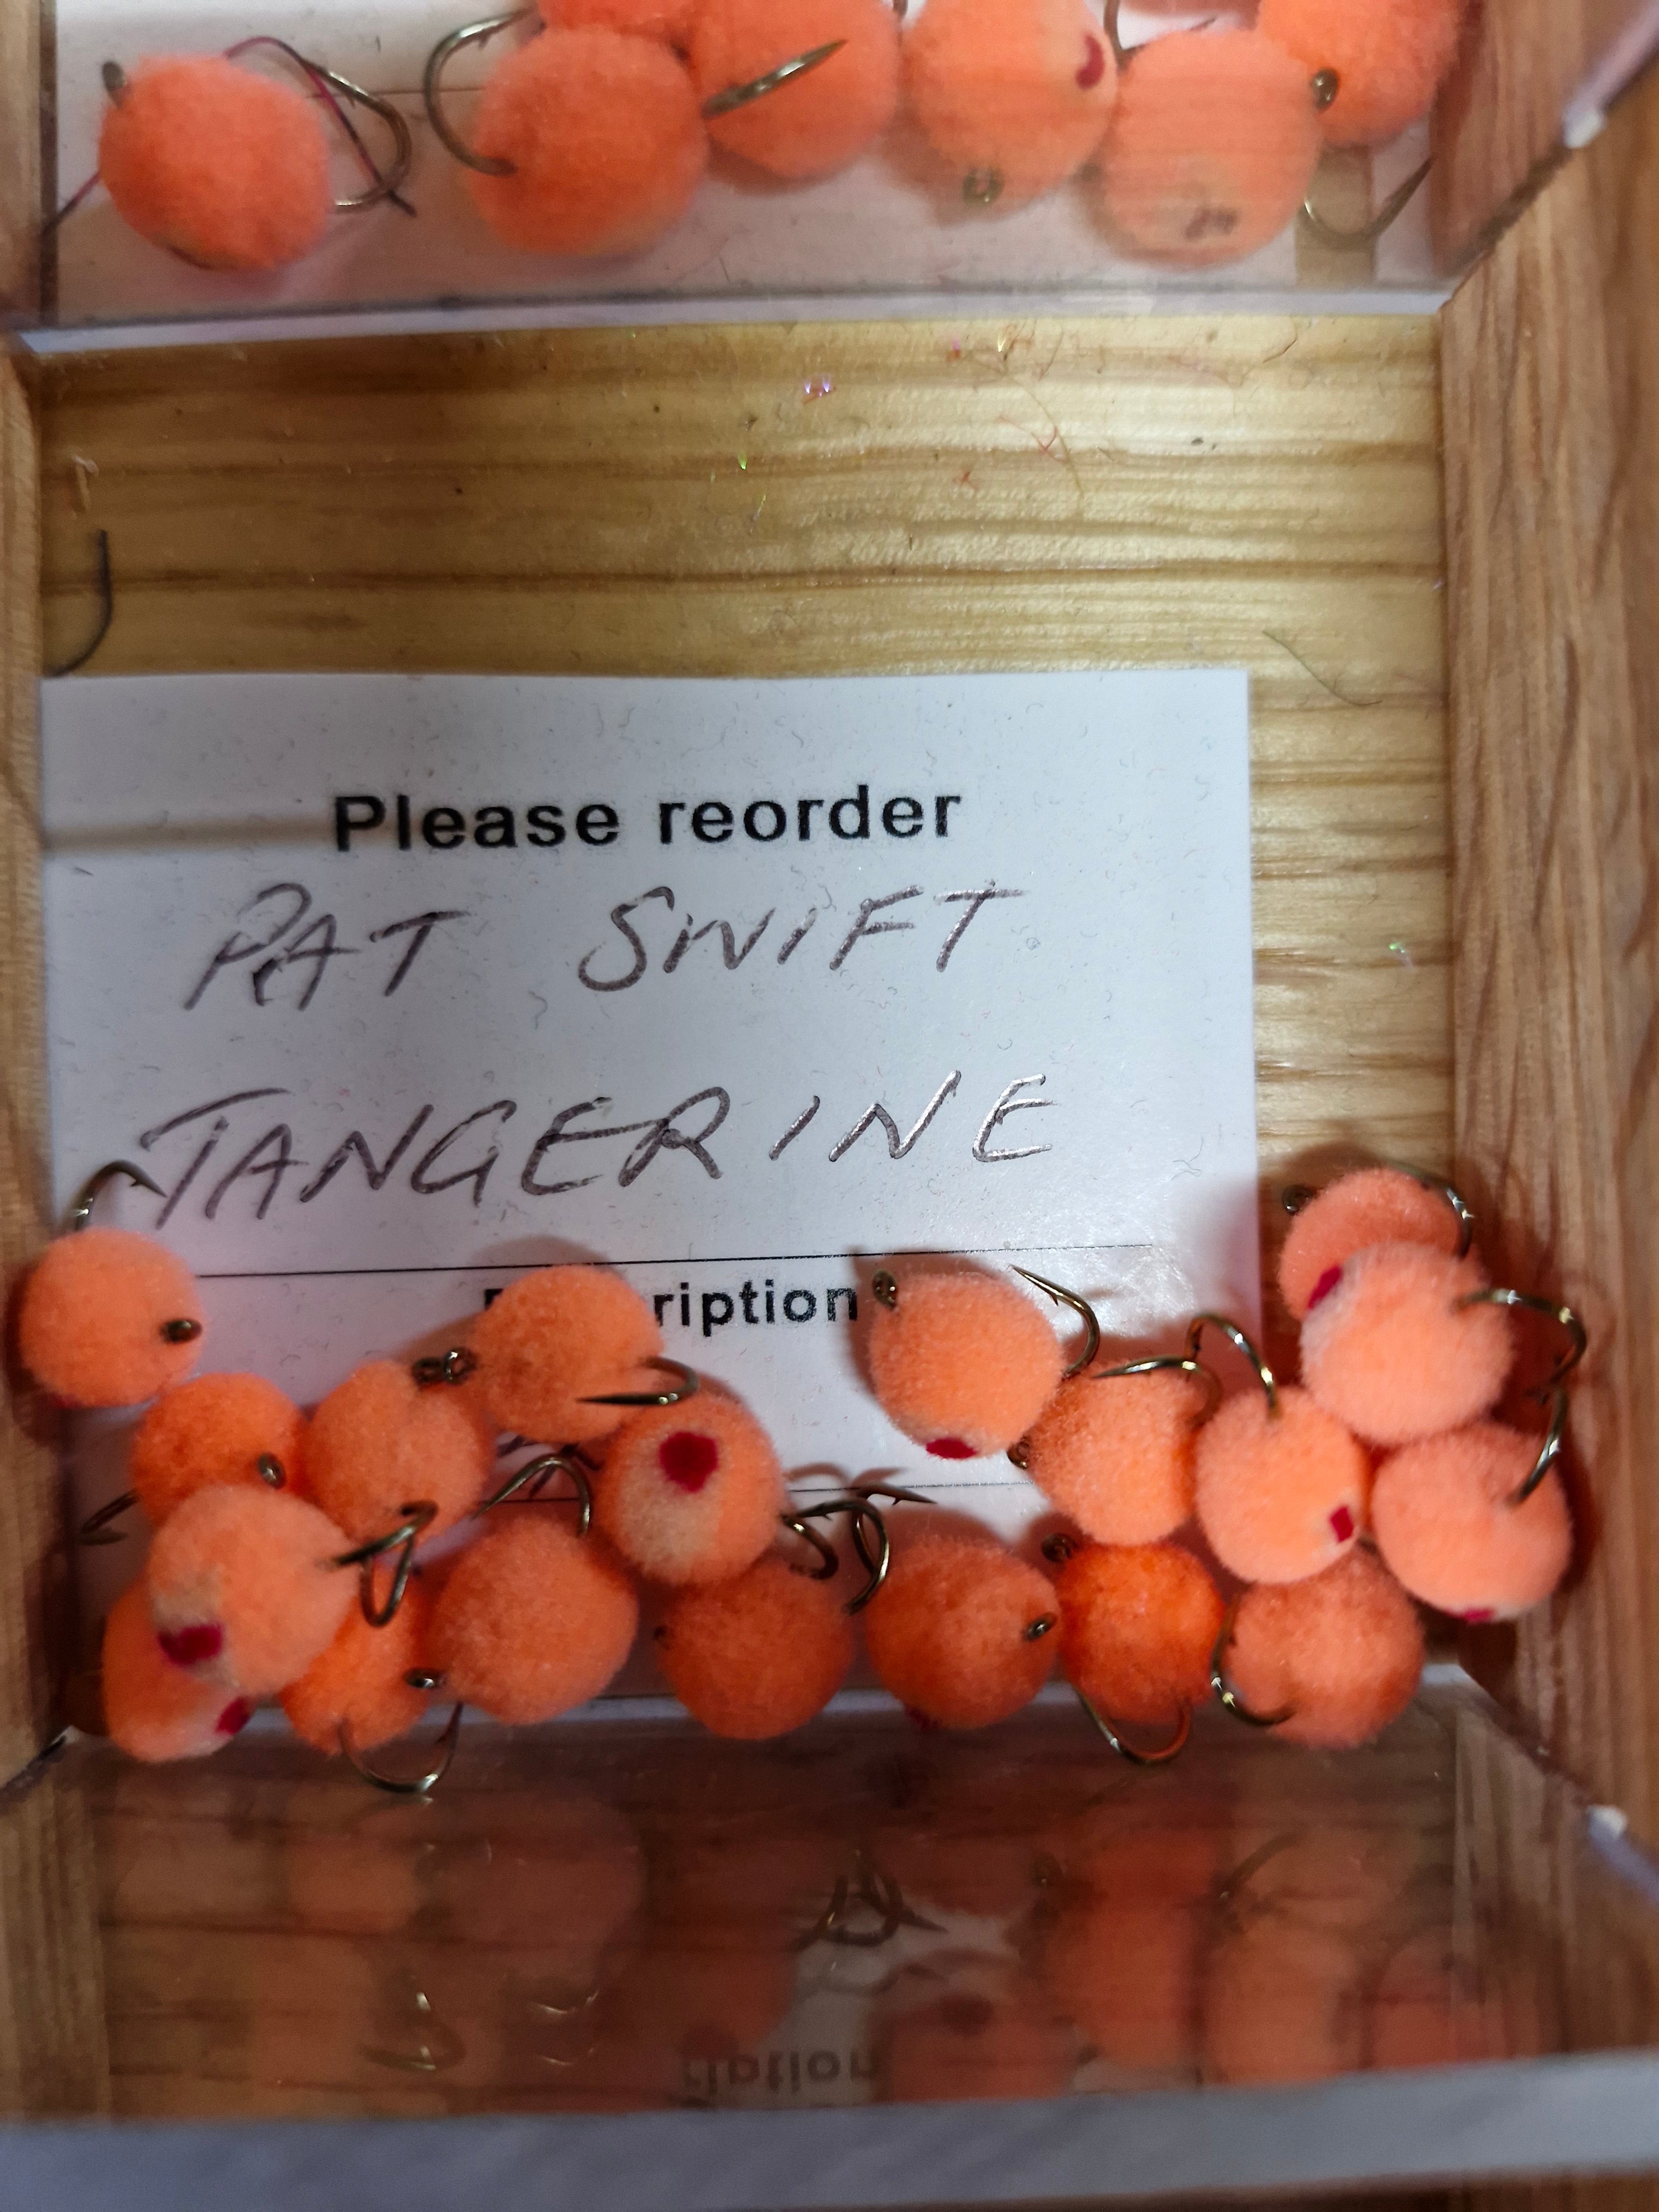 Please reorder
PAT SWIFT
TANGERINE